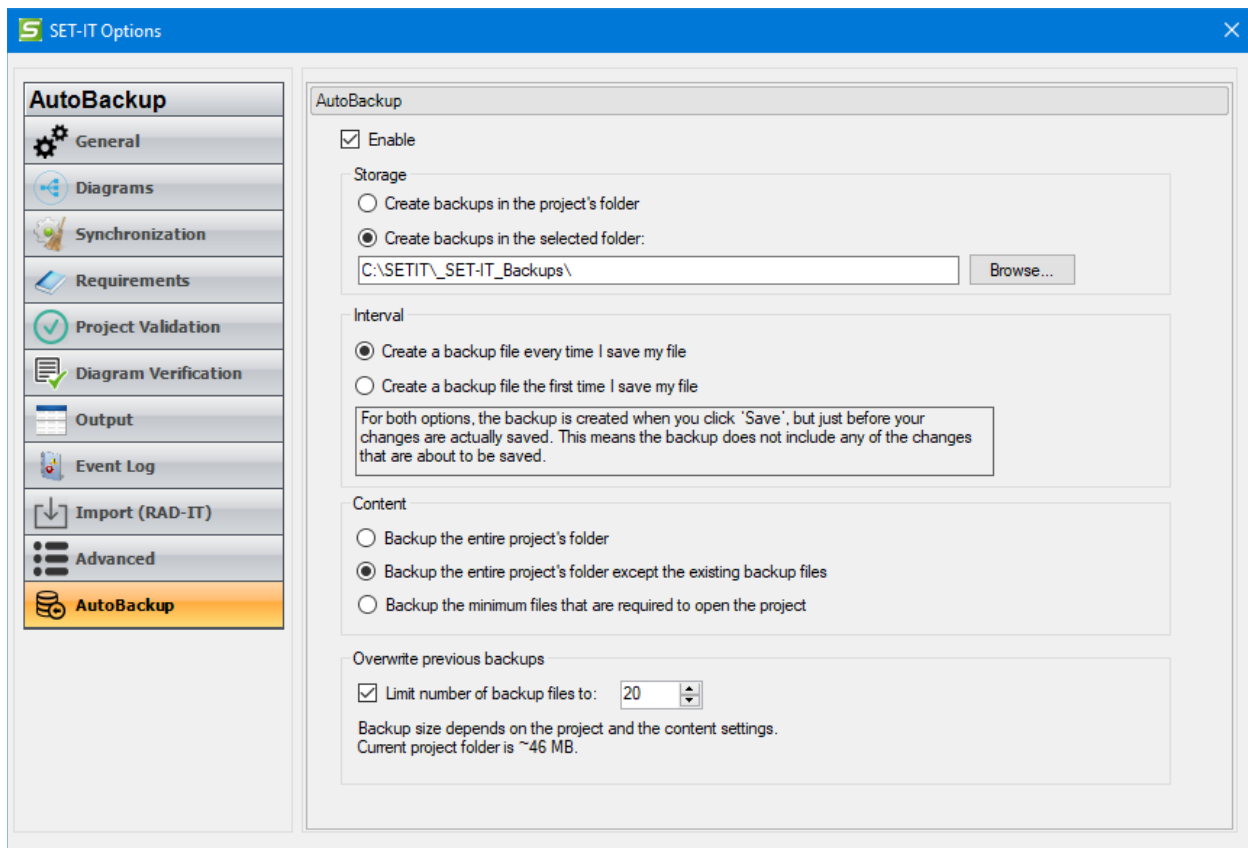 SET-IT Options
AutoBackup
General
Diagrams
Synchronization
Requirements
Project Validation
Diagram Verification
Output
Event Log
Import (RAD-IT)
Advanced
AutoBackup
AutoBackup
Enable
Storage
Create backups in the project's folder
Create backups in the selected folder:
C:\SETIT\_SET-IT_Backups\
Browse...
Interval
Create a backup file every time I save my file
Create a backup file the first time I save my file
For both options, the backup is created when you click 'Save', but just before your
changes are actually saved. This means the backup does not include any of the changes
that are about to be saved.
Content
Backup the entire project's folder
Backup the entire project's folder except the existing backup files
Backup the minimum files that are required to open the project
Overwrite previous backups
Limit number of backup files to: 20
Backup size depends on the project and the content settings.
Current project folder is ~46 MB.